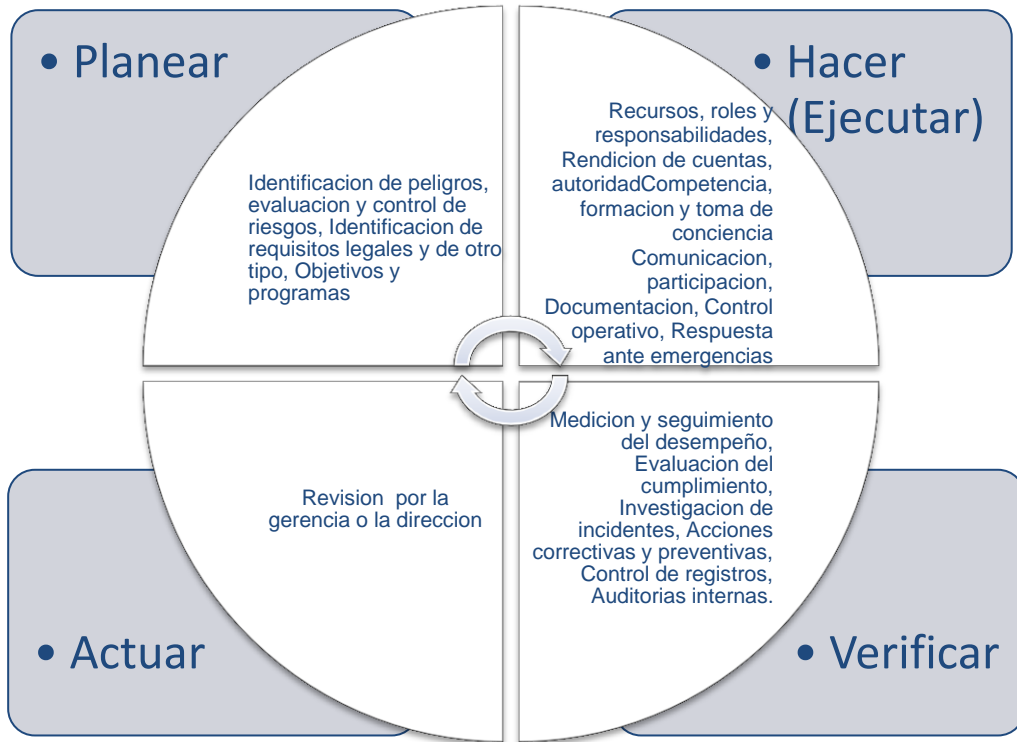 • Planear
Identificacion de peligros,
evaluacion y control de
riesgos, Identificacion de
requisitos legales y de otro
tipo, Objetivos y
programas
• Hacer
(Ejecutar)
Recursos, roles y
responsabilidades,
Rendicion de cuentas,
autoridadCompetencia,
formacion y toma de
conciencia
Comunicacion,
participacion,
Documentacion, Control
operativo, Respuesta
ante emergencias
Revision por la
gerencia o la direccion
• Actuar
Medicion y seguimiento
del desempeño,
Evaluacion del
cumplimiento,
Investigacion de
incidentes, Acciones
correctivas y preventivas,
Control de registros,
Auditorias internas.
• Verificar